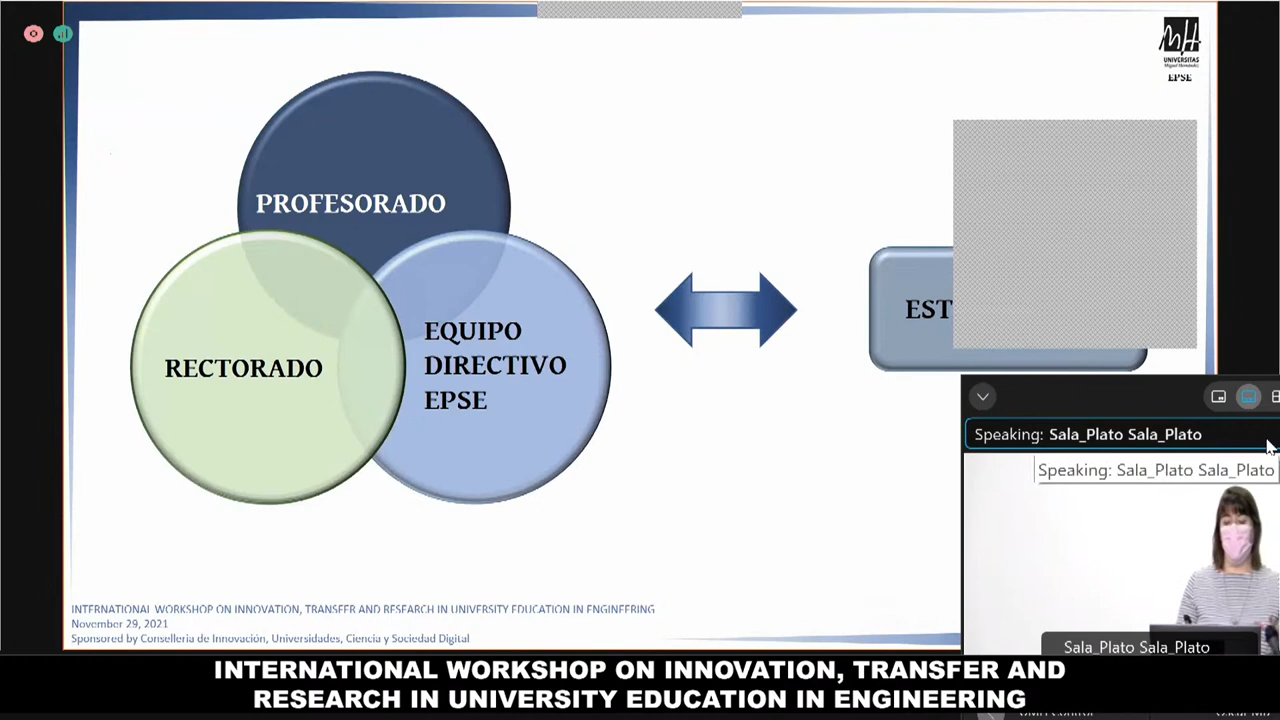 UNIVERSITAS
Miguel Hernández
EPSE
PROFESORADO
RECTORADO
EQUIPO
DIRECTIVO
EPSE
EST
Speaking: Sala_Plato Sala_Plato
Speaking: Sala_Plato Sala_Plato
Sala_Plato Sala_Plato
INTERNATIONAL WORKSHOP ON INNOVATION, TRANSFER AND RESEARCH IN UNIVERSITY EDUCATION IN ENGINEERING
November 29, 2021
Sponsored by Conselleria de Innovación, Universidades, Ciencia y Sociedad Digital
INTERNATIONAL WORKSHOP ON INNOVATION, TRANSFER AND
RESEARCH IN UNIVERSITY EDUCATION IN ENGINEERING